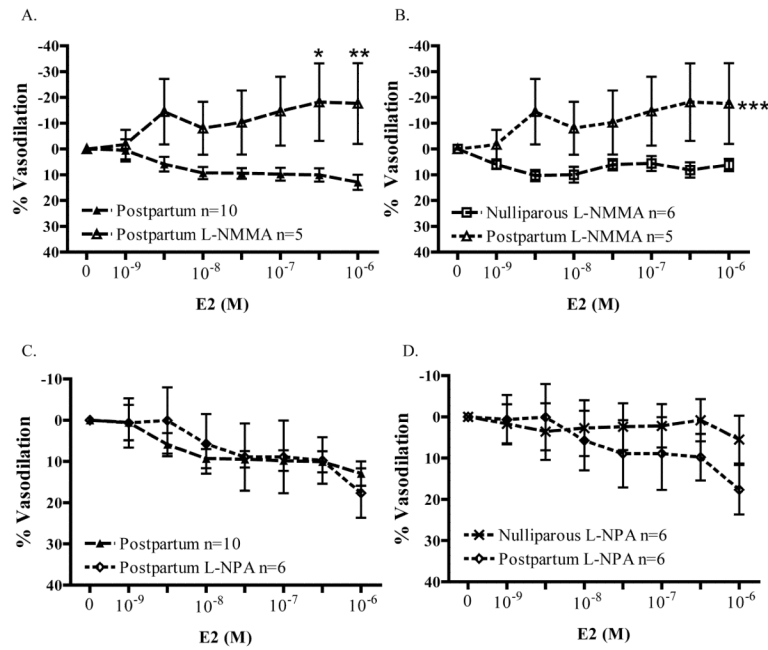 A.
-40
-30
-20
-10
0
10
20
30
40
% Vasodilation
* **
Postpartum n=10
Postpartum L-NMMA n=5
0 10-9 10-8 10-7 10-6
E2 (M)
B.
-40
-30
-20
-10
0
10
20
30
40
% Vasodilation
***
Nulliparous L-NMMA n=6
Postpartum L-NMMA n=5
0 10-9 10-8 10-7 10-6
E2 (M)
C.
-10
0
10
20
30
40
% Vasodilation
Postpartum n=10
Postpartum L-NPA n=6
0 10-9 10-8 10-7 10-6
E2 (M)
D.
-10
0
10
20
30
40
% Vasodilation
Nulliparous L-NPA n=6
Postpartum L-NPA n=6
0 10-9 10-8 10-7 10-6
E2 (M)